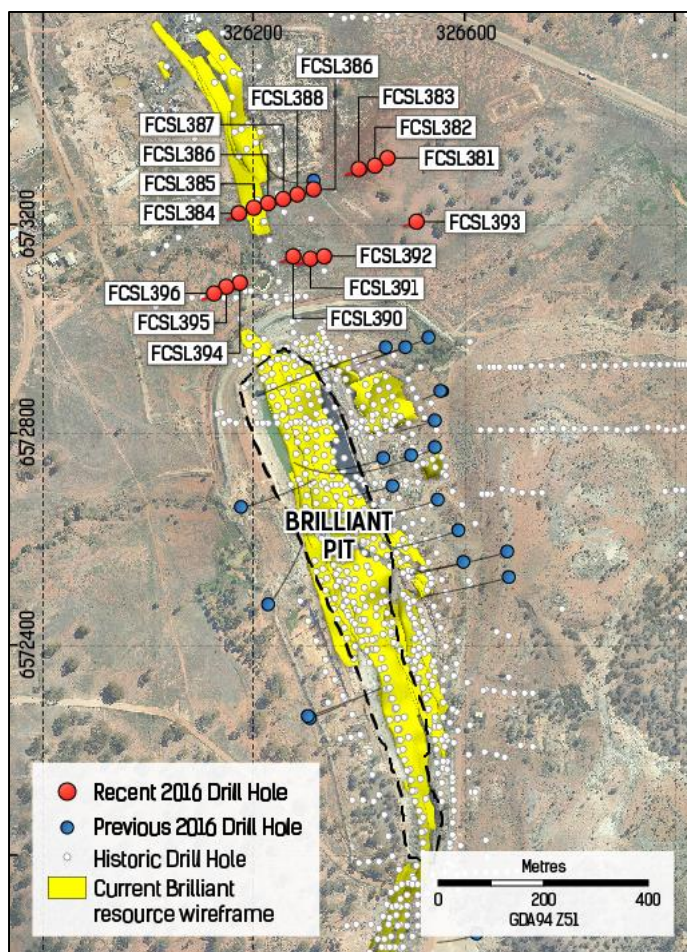 326200
326600
FCSL386
FCSL388
FCSL383
FCSL387
FCSL382
FCSL386
FCSL381
FCSL385
FCSL384
6573200
FCSL393
FCSL392
FCSL396
FCSL391
FCSL395
FCSL390
FCSL394
6572800
BRILLIANT
PIT
6572400
Recent 2016 Drill Hole
Previous 2016 Drill Hole
Historic Drill Hole
Current Brilliant
resource wireframe
Metres
0 200 400
GDA94 Z51